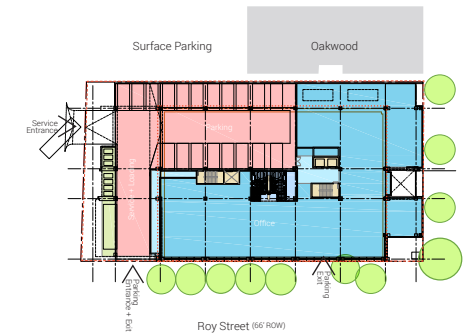 Surface Parking
Oakwood
Service
Entrance
Parking
Service + Loading
Office
Parking
Entrance + Exit
Parking
Exit
Roy Street (66' ROW)